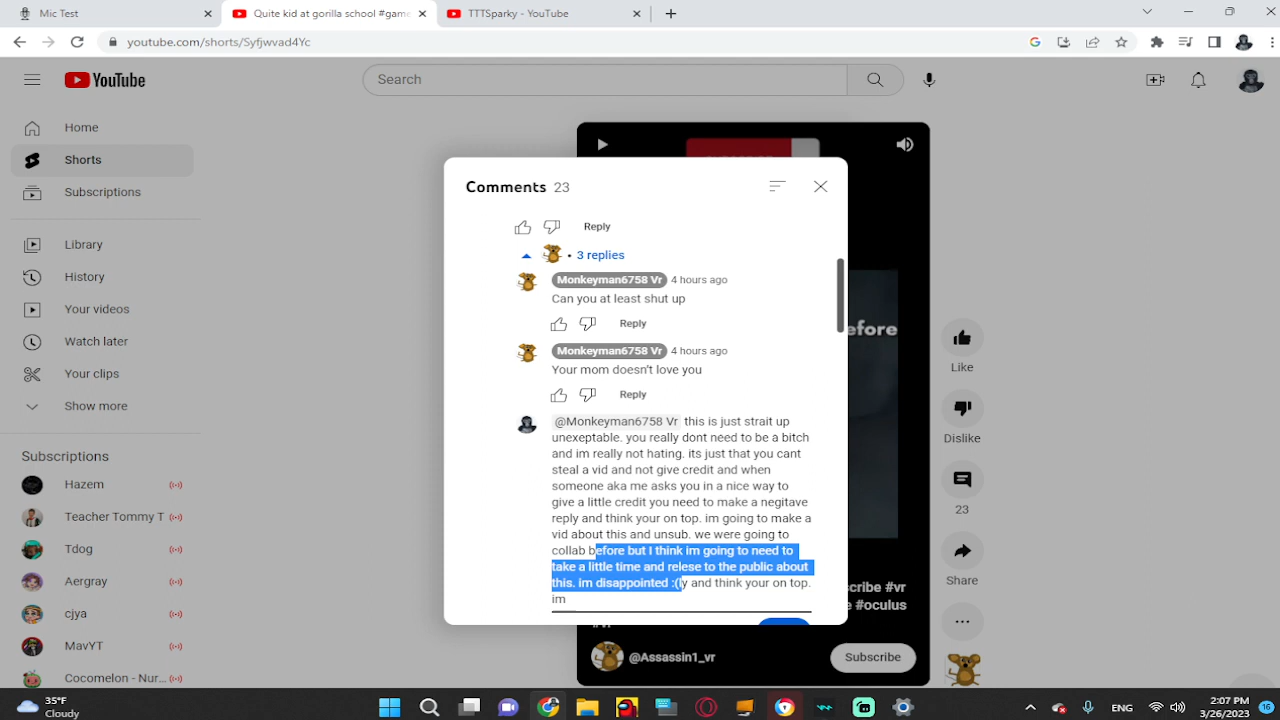 Mic Test
Quite kid at gorilla school #game
TTTSparky - YouTube
youtube.com/shorts/Syfjwvad4Yc
YouTube
Search
Home
Shorts
Subscriptions
Library
History
Your videos
Watch later
Your clips
Show more
Subscriptions
Hazem
Teacher Tommy T
Tdog
Aergray
cjya
MavYT
Cocomelon - Nur...
Comments 23
Reply
• 3 replies
Monkeyman6758 Vr 4 hours ago
Can you at least shut up
Reply
Monkeyman6758 Vr 4 hours ago
Your mom doesn't love you
Reply
@Monkeyman6758 Vr this is just strait up
unexeptable. you really dont need to be a bitch
and im really not hating. its just that you cant
steal a vid and not give credit and when
someone aka me asks you in a nice way to
give a little credit you need to make a negitave
reply and think your on top. im going to make a
vid about this and unsub. we were going to
collab before but I think im going to need to
take a little time and relese to the public about
this. im disappointed :(ly and think your on top.
im
efore
Like
Dislike
23
Share
cribe #vr
e #oculus
@Assassin1_vr
Subscribe
35°F
Cloudy
ENG
2:07 PM
3/26/2023
16